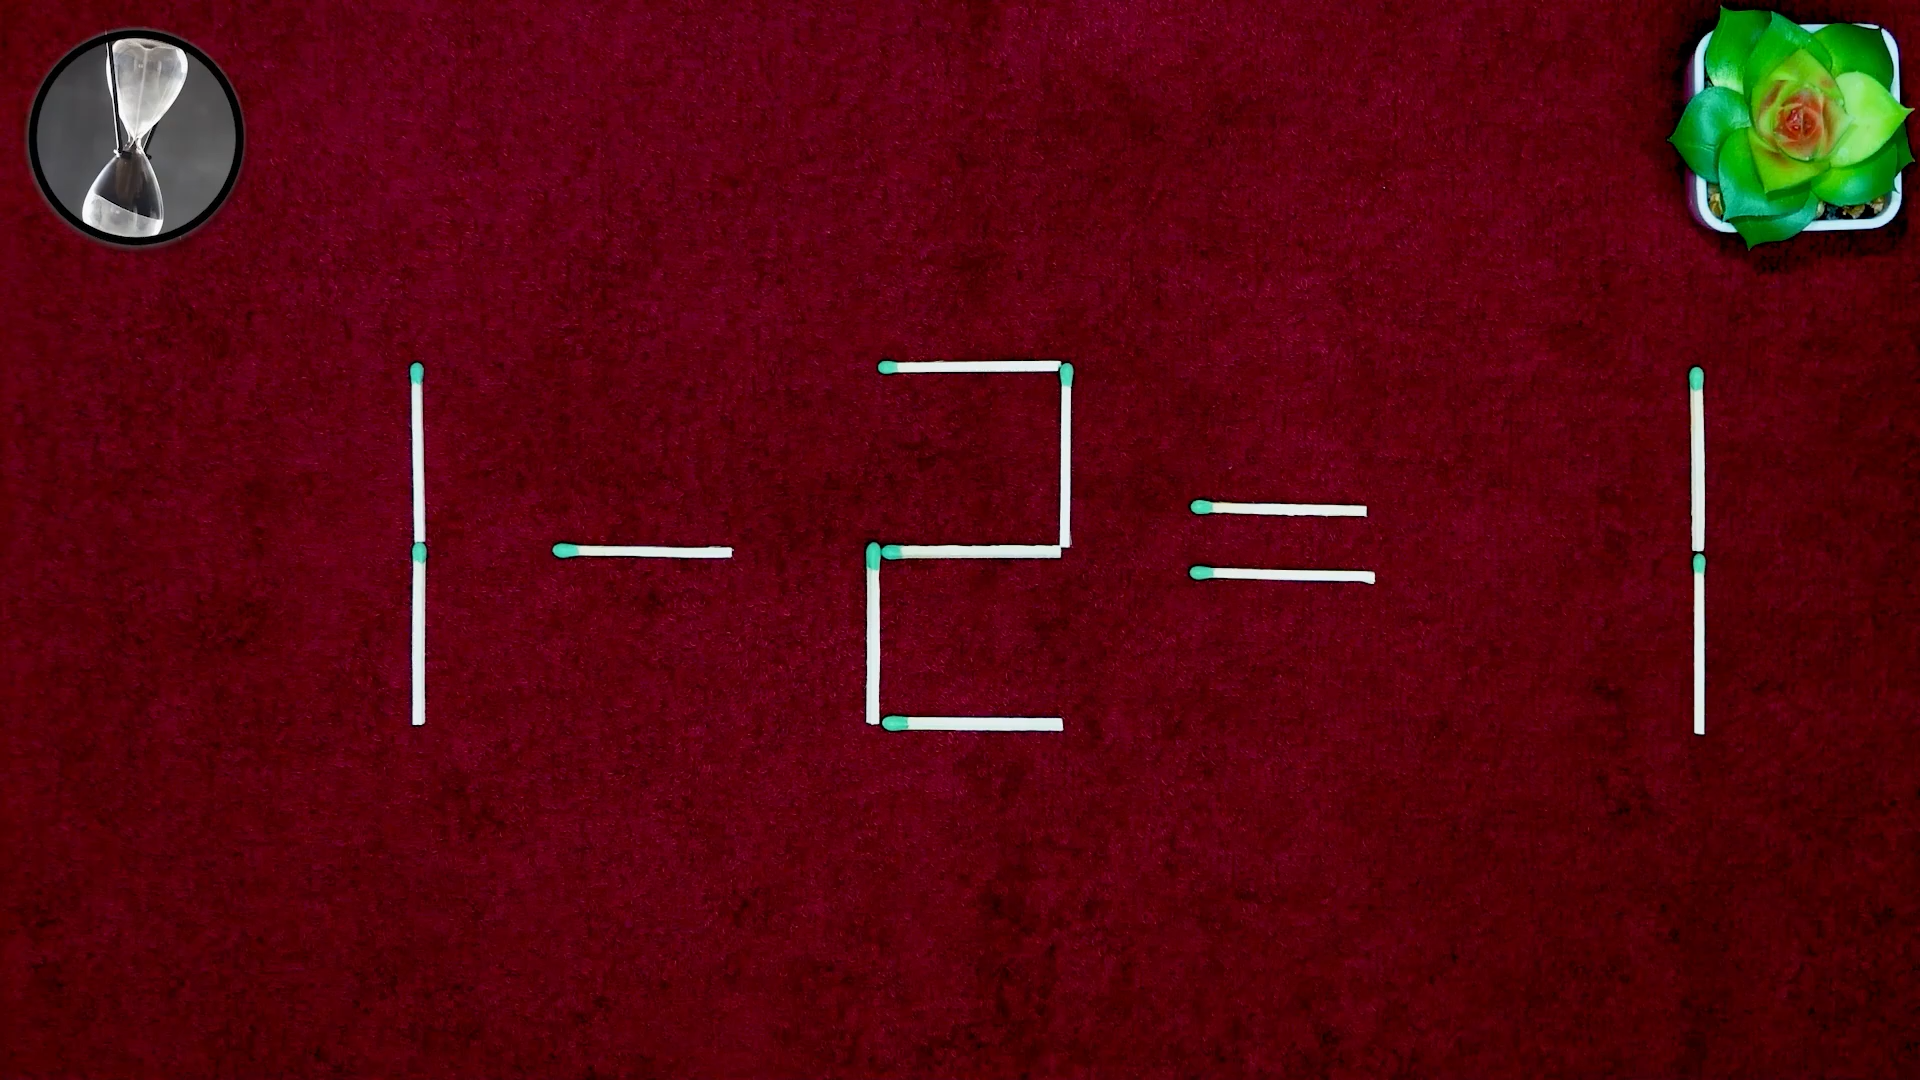 1 - 2 = 1